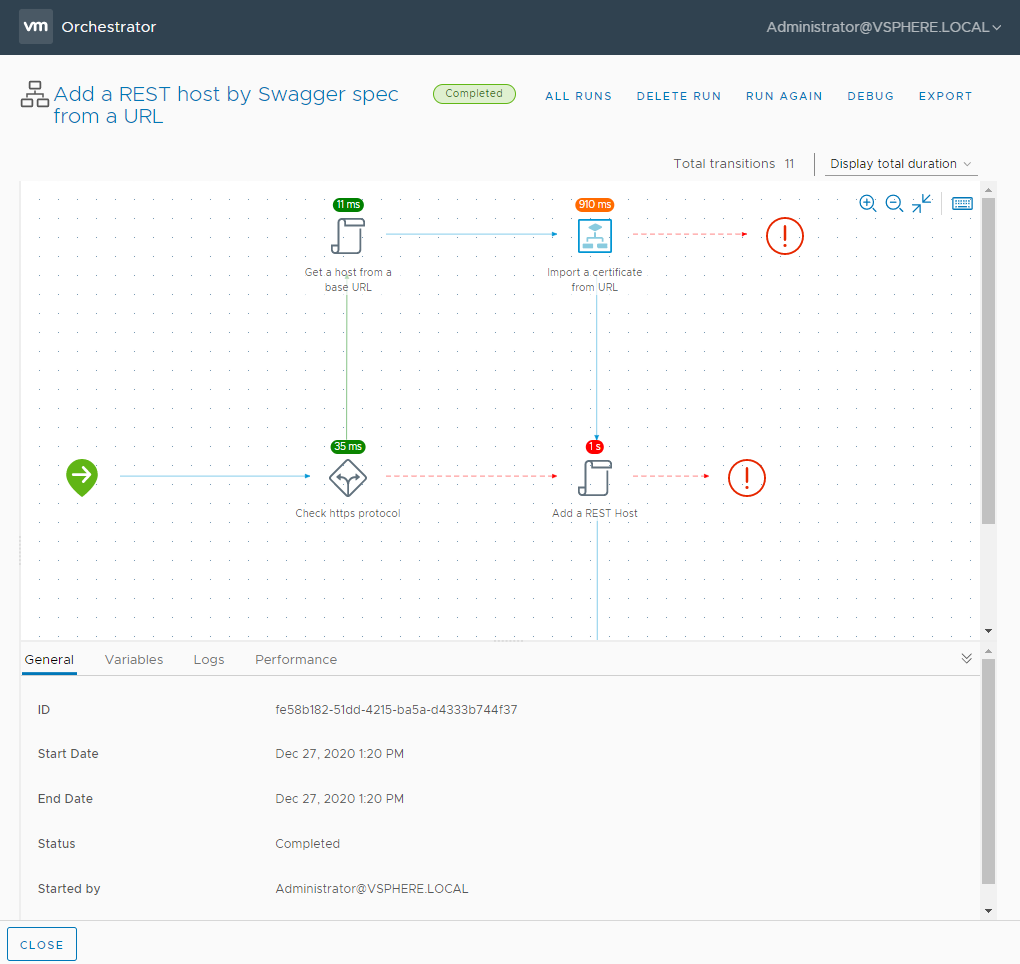 vm Orchestrator Administrator@VSPHERE.LOCAL
Add a REST host by Swagger spec
from a URL
Completed
ALL RUNS DELETE RUN RUN AGAIN DEBUG EXPORT
Total transitions 11 Display total duration
11 ms 910 ms
Get a host from a
base URL
Import a certificate
from URL
35 ms 1 s
Check https protocol Add a REST Host
General Variables Logs Performance
ID fe58b182-51dd-4215-ba5a-d4333b744f37
Start Date Dec 27, 2020 1:20 PM
End Date Dec 27, 2020 1:20 PM
Status Completed
Started by Administrator@VSPHERE.LOCAL
CLOSE